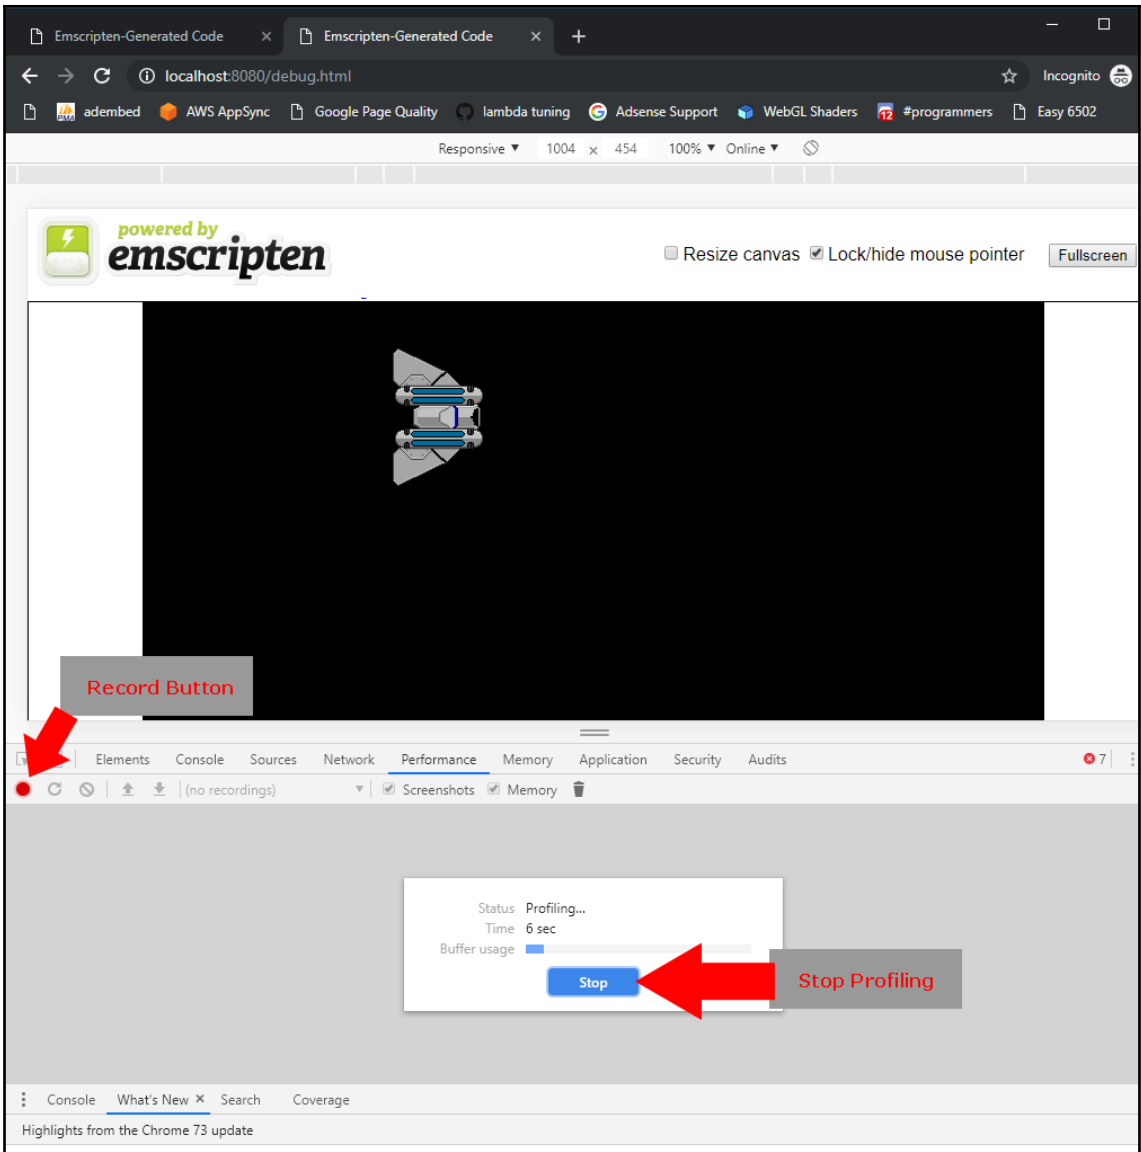 Emscripten-Generated Code × Emscripten-Generated Code × +
localhost:8080/debug.html Incognito
adembed AWS AppSync Google Page Quality lambda tuning Adsense Support WebGL Shaders 12 #programmers Easy 6502
Responsive ▼ 1004 × 454 100% ▼ Online ▼
powered by
emscripten
Resize canvas Lock/hide mouse pointer Fullscreen
Record Button
Elements Console Sources Network Performance Memory Application Security Audits 7
(no recordings) ▼ Screenshots Memory
Status Profiling...
Time 6 sec
Buffer usage
Stop
Stop Profiling
Console What's New × Search Coverage
Highlights from the Chrome 73 update